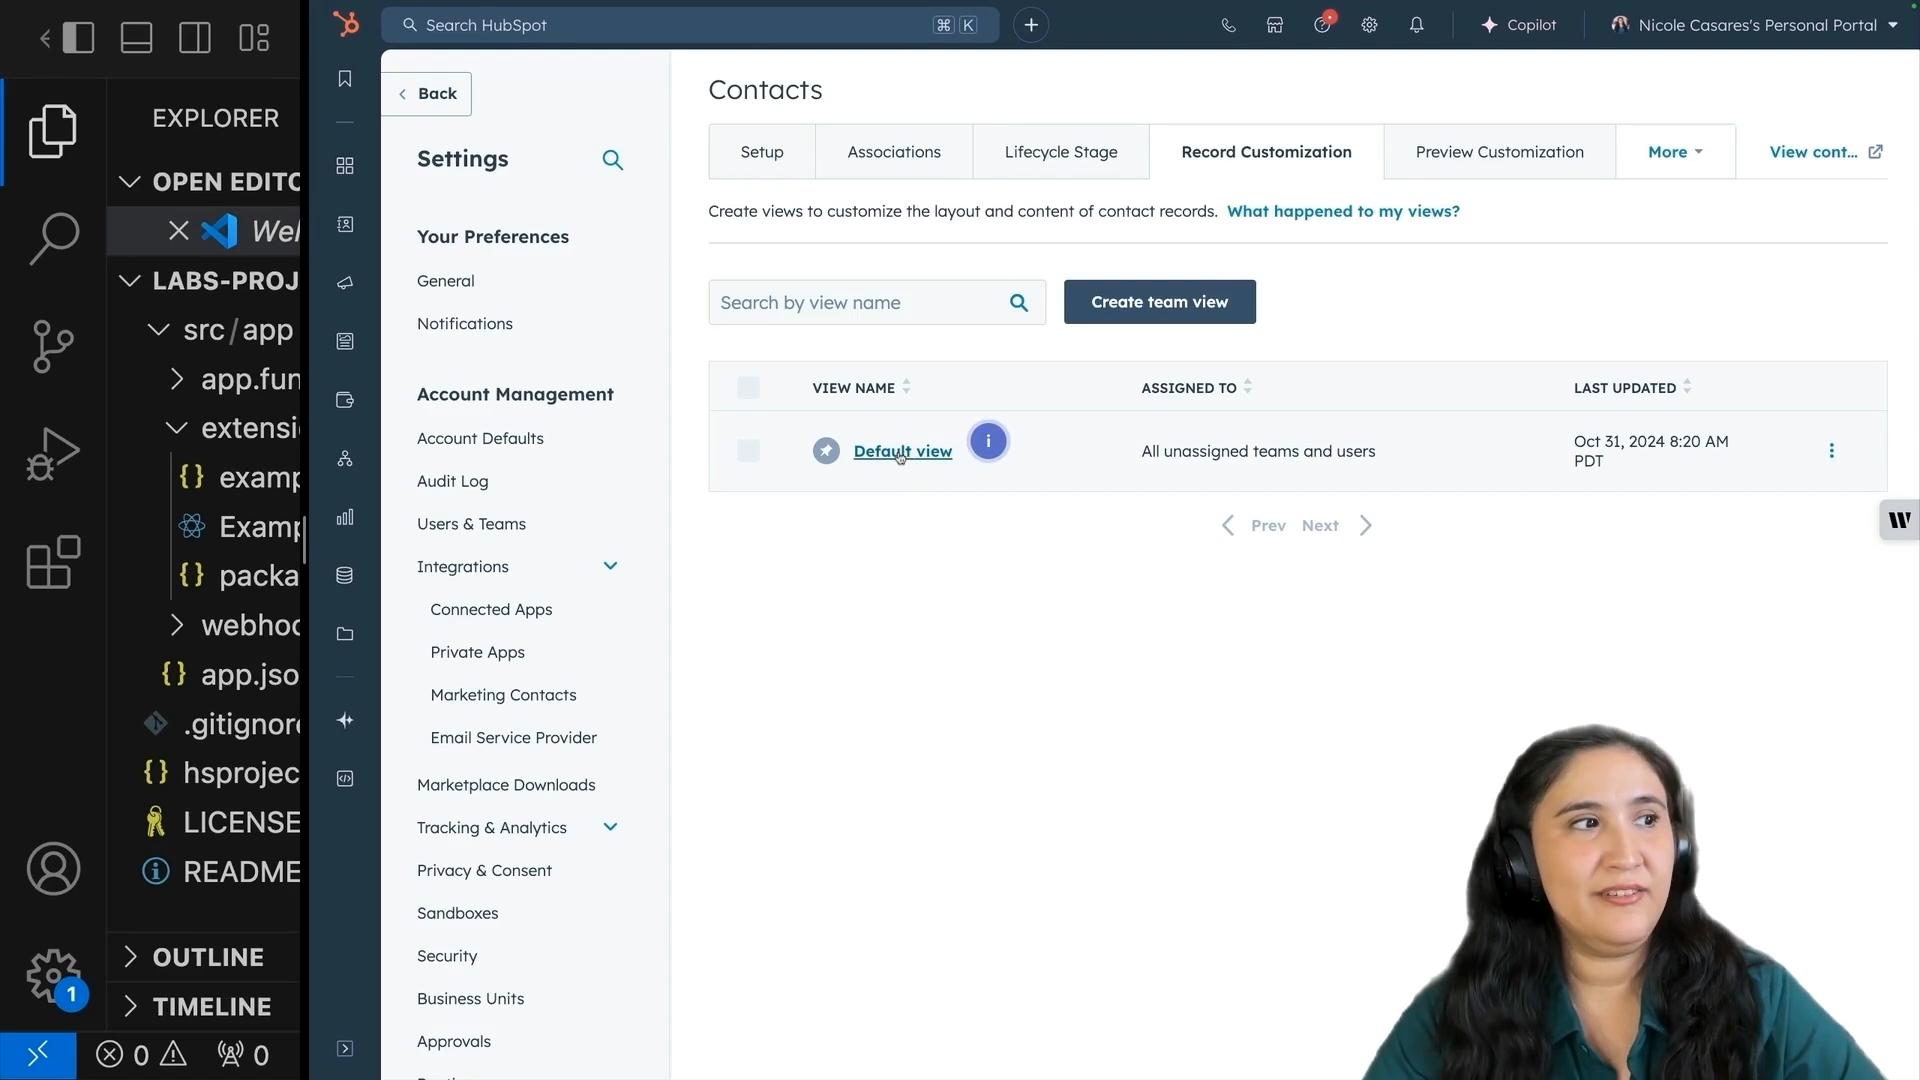 EXPLORER
OPEN EDITO
Wel
LABS-PROJ
src/app
app.fun
extensi
examp
Examp
packa
webhoo
app.jso
.gitignore
hsprojec
LICENSE
README
OUTLINE
TIMELINE
1
0
0
Search HubSpot
⌘ K
Copilot
Nicole Casares's Personal Portal
Back
Settings
Your Preferences
General
Notifications
Account Management
Account Defaults
Audit Log
Users & Teams
Integrations
Connected Apps
Private Apps
Marketing Contacts
Email Service Provider
Marketplace Downloads
Tracking & Analytics
Privacy & Consent
Sandboxes
Security
Business Units
Approvals
Contacts
Setup
Associations
Lifecycle Stage
Record Customization
Preview Customization
More
View cont...
Create views to customize the layout and content of contact records. What happened to my views?
Search by view name
Create team view
VIEW NAME
ASSIGNED TO
LAST UPDATED
Default view
i
All unassigned teams and users
Oct 31, 2024 8:20 AM
PDT
Prev
Next
W